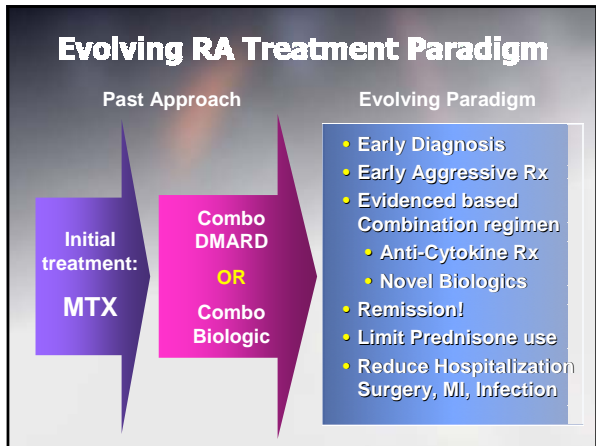 Evolving RA Treatment Paradigm
Past Approach
Evolving Paradigm
Initial
treatment:
MTX
Combo
DMARD
OR
Combo
Biologic
• Early Diagnosis
• Early Aggressive Rx
• Evidenced based
Combination regimen
• Anti-Cytokine Rx
• Novel Biologics
• Remission!
• Limit Prednisone use
• Reduce Hospitalization
Surgery, MI, Infection